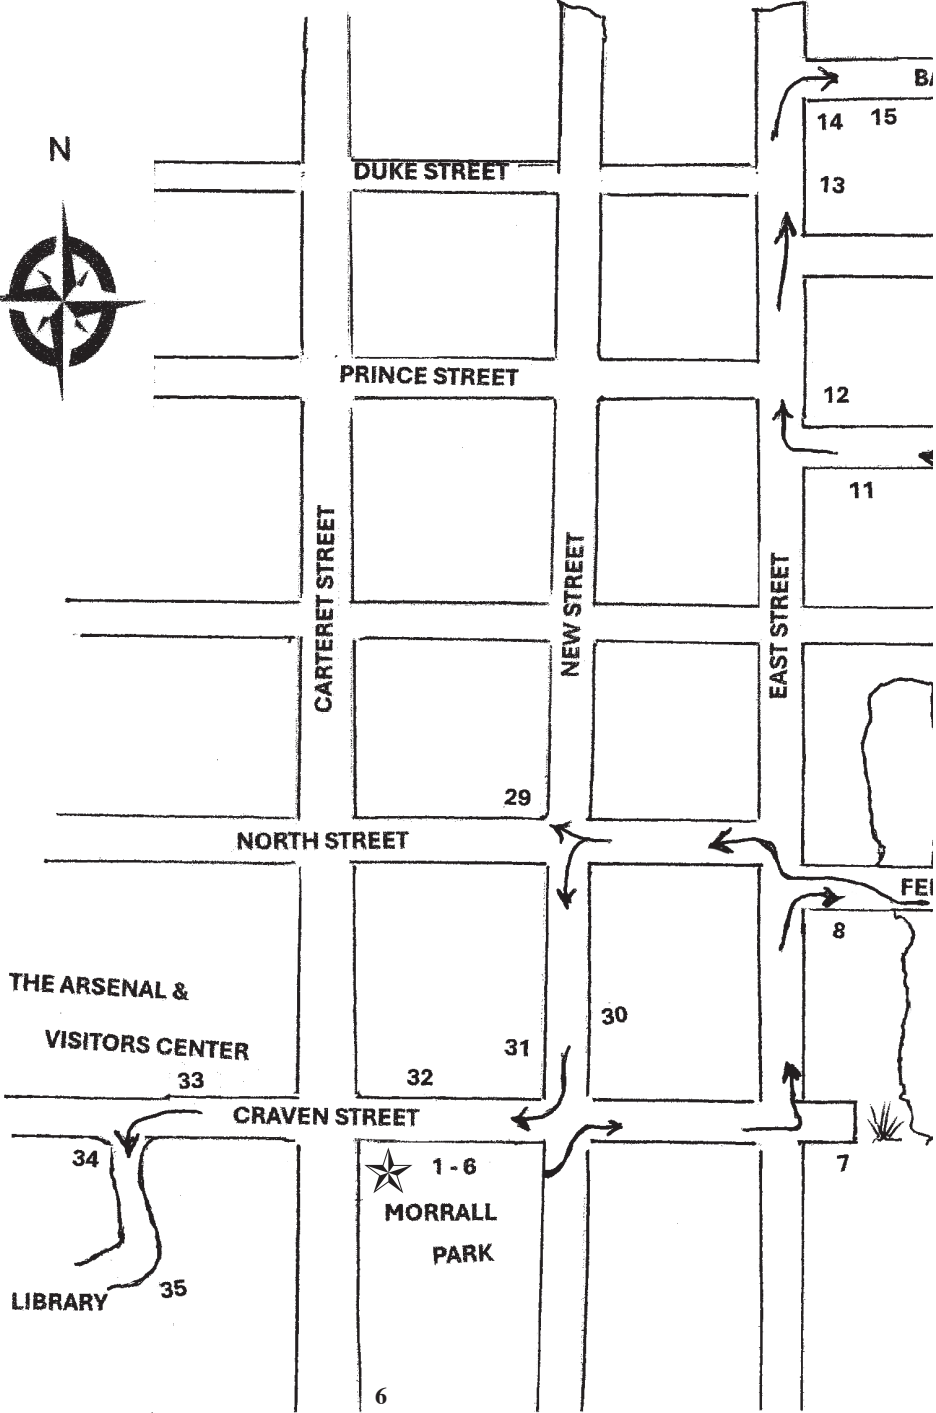 BA
14 15
N
DUKE STREET
13
PRINCE STREET
12
11
CARTERET STREET
NEW STREET
EAST STREET
29
NORTH STREET
FE
8
THE ARSENAL &
VISITORS CENTER
30
31
32
33
CRAVEN STREET
34
1 - 6
7
MORRALL
PARK
35
LIBRARY
6